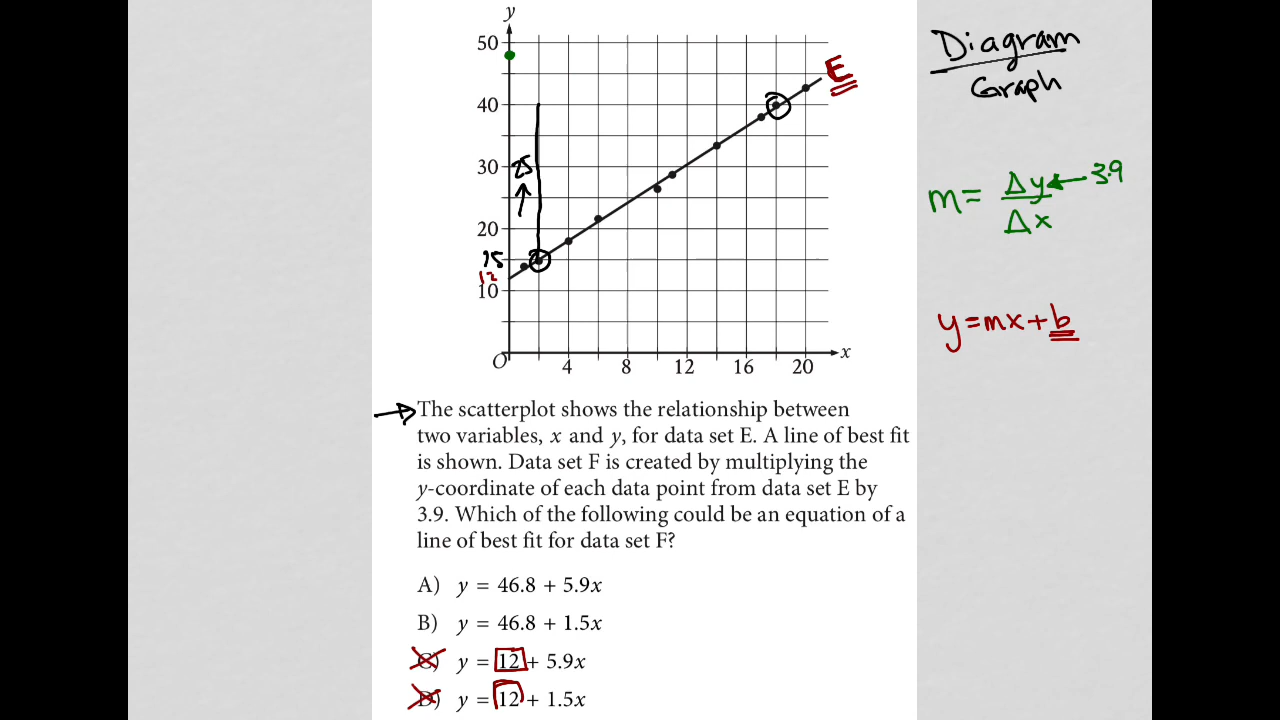 y
50
40
30
20
15
12
10
O
4
8
12
16
20
x
25
E
Diagram
Graph
m = Δy ← 3.9
Δx
y=mx+b
The scatterplot shows the relationship between
two variables, x and y, for data set E. A line of best fit
is shown. Data set F is created by multiplying the
y-coordinate of each data point from data set E by
3.9. Which of the following could be an equation of a
line of best fit for data set F?
A) y = 46.8 + 5.9x
B) y = 46.8 + 1.5x
C) y = 12 + 5.9x
D) y = 12 + 1.5x